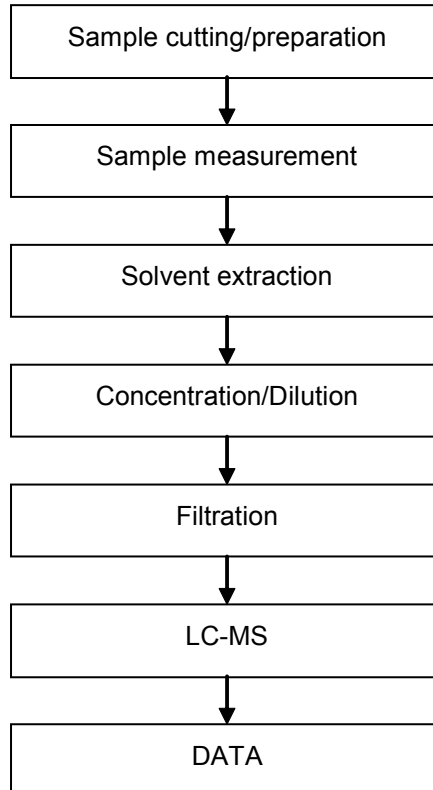 Sample cutting/preparation
Sample measurement
Solvent extraction
Concentration/Dilution
Filtration
LC-MS
DATA